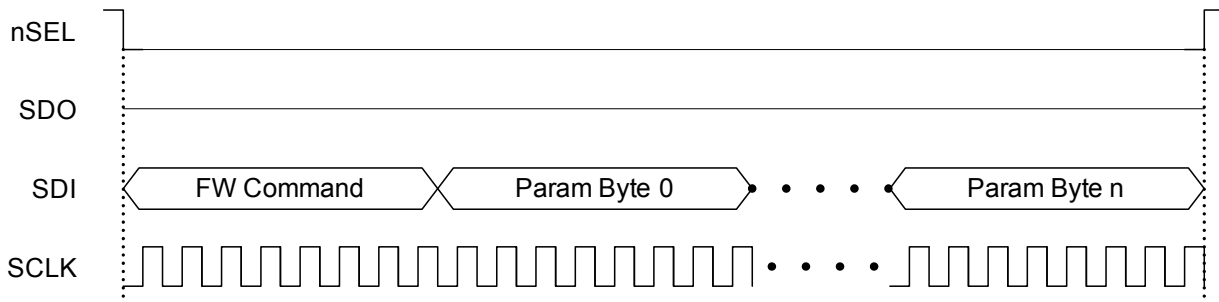 nSEL
SDO
SDI FW Command Param Byte 0 Param Byte n
SCLK